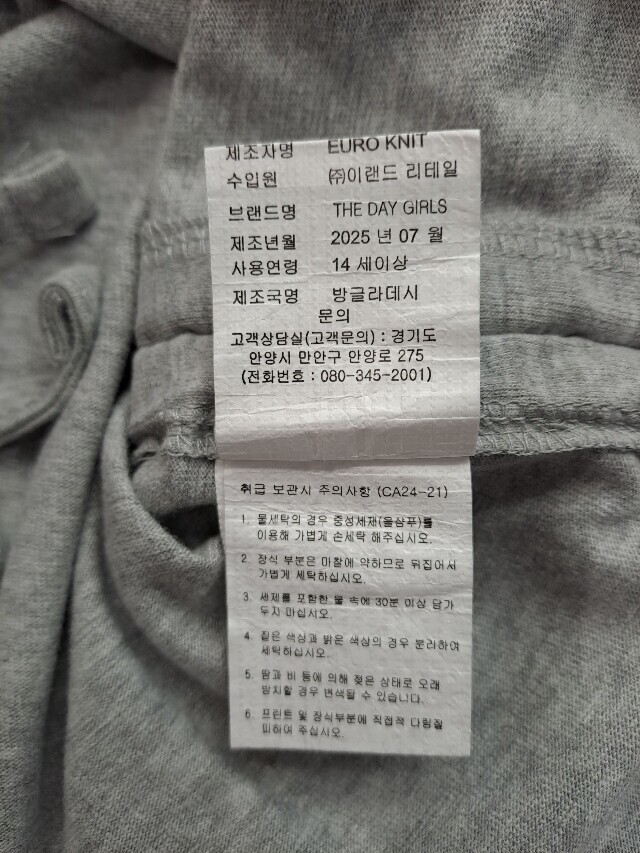 제조자명 EURO KNIT
수입원 ㈜이랜드 리테일
브랜드명 THE DAY GIRLS
제조년월 2025 년 07 월
사용연령 14 세이상
제조국명 방글라데시
문의
고객상담실(고객문의) : 경기도
안양시 만안구 안양로 275
(전화번호 : 080-345-2001)
취급 보관시 주의사항 (CA24-21)
1. 물세탁의 경우 중성세재(울샴푸)를
이용해 가볍게 손세탁 해주십시오.
2. 장식 부분은 마찰에 약하므로 뒤집어서
가볍게 세탁하십시오.
3. 세제를 포함한 물 속에 30분 이상 담가
두지 마십시오.
4. 짙은 색상과 밝은 색상의 경우 분리하여
세탁하십시오.
5. 땀과 비 등에 의해 젖은 상태로 오래
방치할 경우 변색될 수 있습니다.
6. 프린트 및 장식부분에 직접적 다림질
피하여 주십시오.